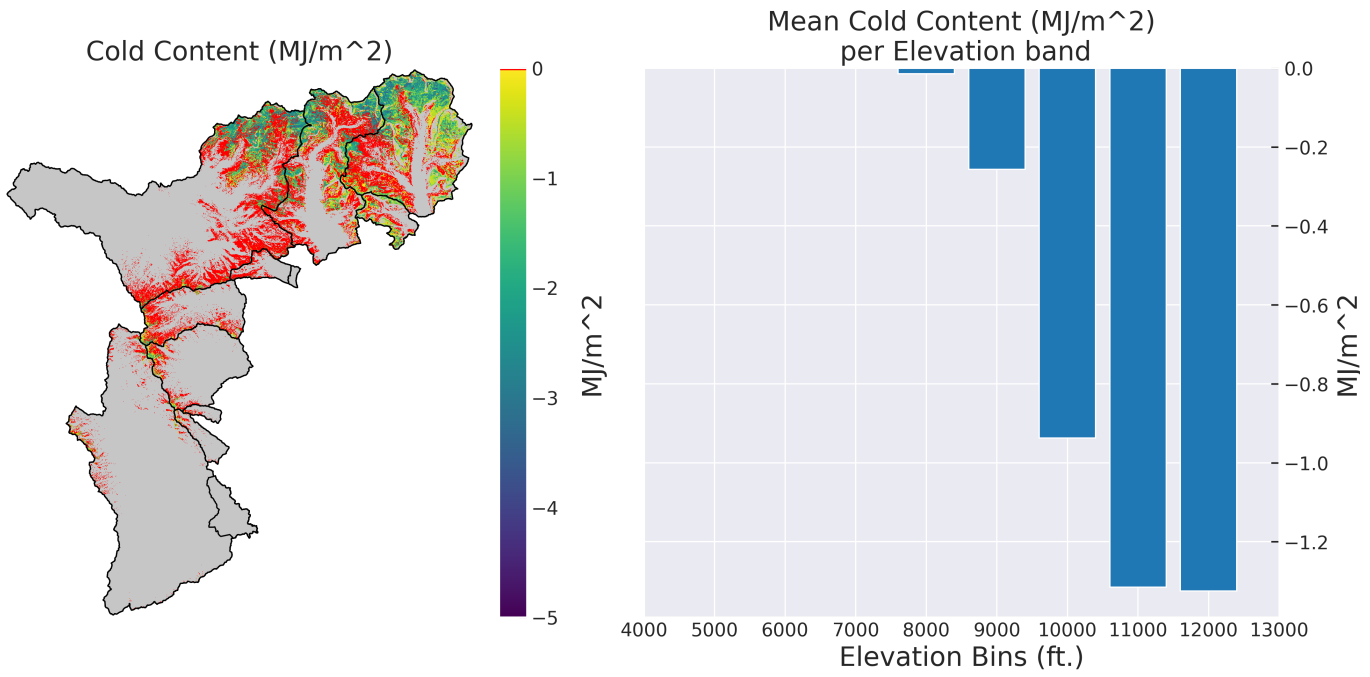 Cold Content (MJ/m^2)
0
−1
−2
−3
−4
−5
MJ/m^2
Mean Cold Content (MJ/m^2)
per Elevation band
0.0
−0.2
−0.4
−0.6
−0.8
−1.0
−1.2
MJ/m^2
4000 5000 6000 7000 8000 9000 10000 11000 12000 13000
Elevation Bins (ft.)